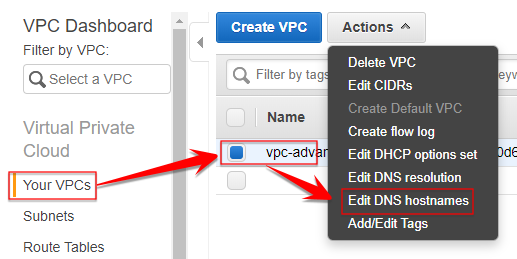 VPC Dashboard
Filter by VPC:
Select a VPC
Virtual Private
Cloud
Your VPCs
Subnets
Route Tables
Create VPC
Actions
Filter by tags
Name
Delete VPC
Edit CIDRs
Create Default VPC
Create flow log
Edit DHCP options set
Edit DNS resolution
Edit DNS hostnames
Add/Edit Tags